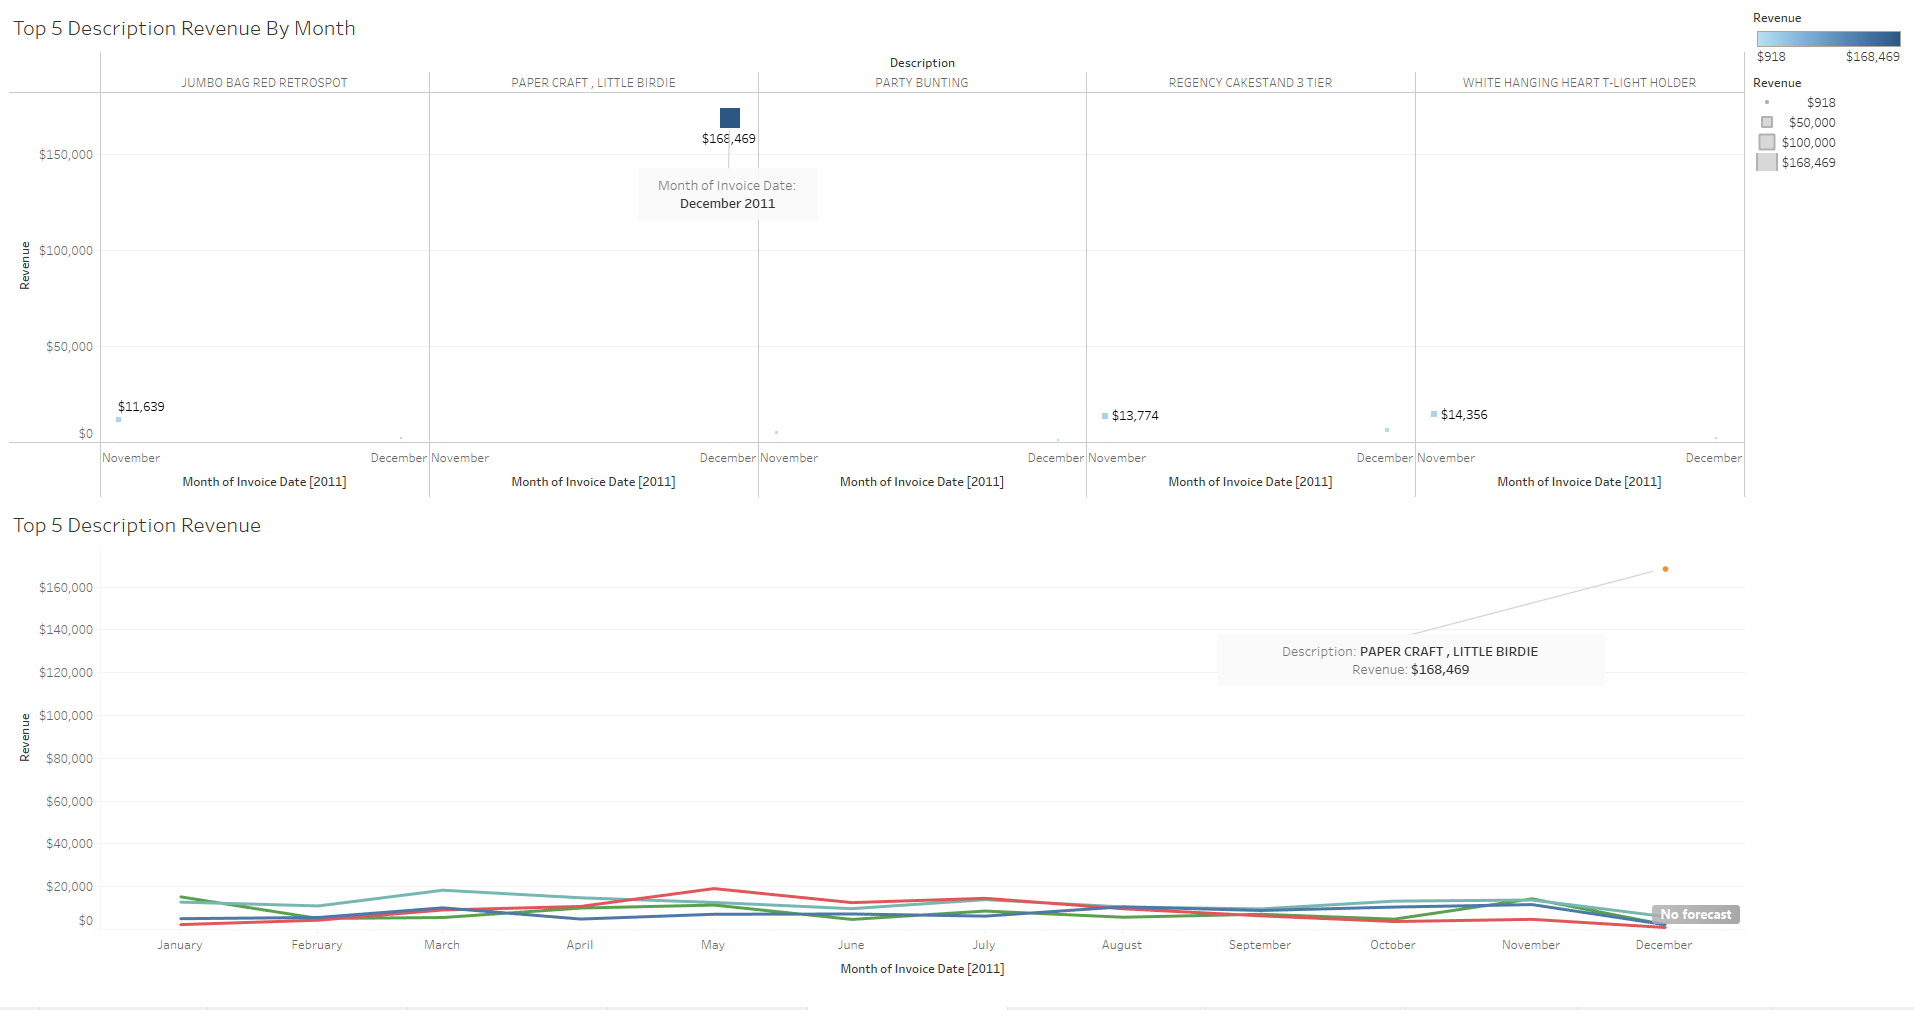 Top 5 Description Revenue By Month
Description
JUMBO BAG RED RETROSPOT PAPER CRAFT , LITTLE BIRDIE PARTY BUNTING REGENCY CAKESTAND 3 TIER WHITE HANGING HEART T-LIGHT HOLDER
$168,469
$150,000
Month of Invoice Date:
December 2011
$100,000
Revenue
$50,000
$11,639
$13,774
$14,356
$0
November December November December November December November December November December
Month of Invoice Date [2011] Month of Invoice Date [2011] Month of Invoice Date [2011] Month of Invoice Date [2011] Month of Invoice Date [2011]
Revenue
$918 $168,469
Revenue
$918
$50,000
$100,000
$168,469
Top 5 Description Revenue
$160,000
$140,000
Description: PAPER CRAFT , LITTLE BIRDIE
Revenue: $168,469
$120,000
$100,000
Revenue
$80,000
$60,000
$40,000
$20,000
No forecast
$0
January February March April May June July August September October November December
Month of Invoice Date [2011]